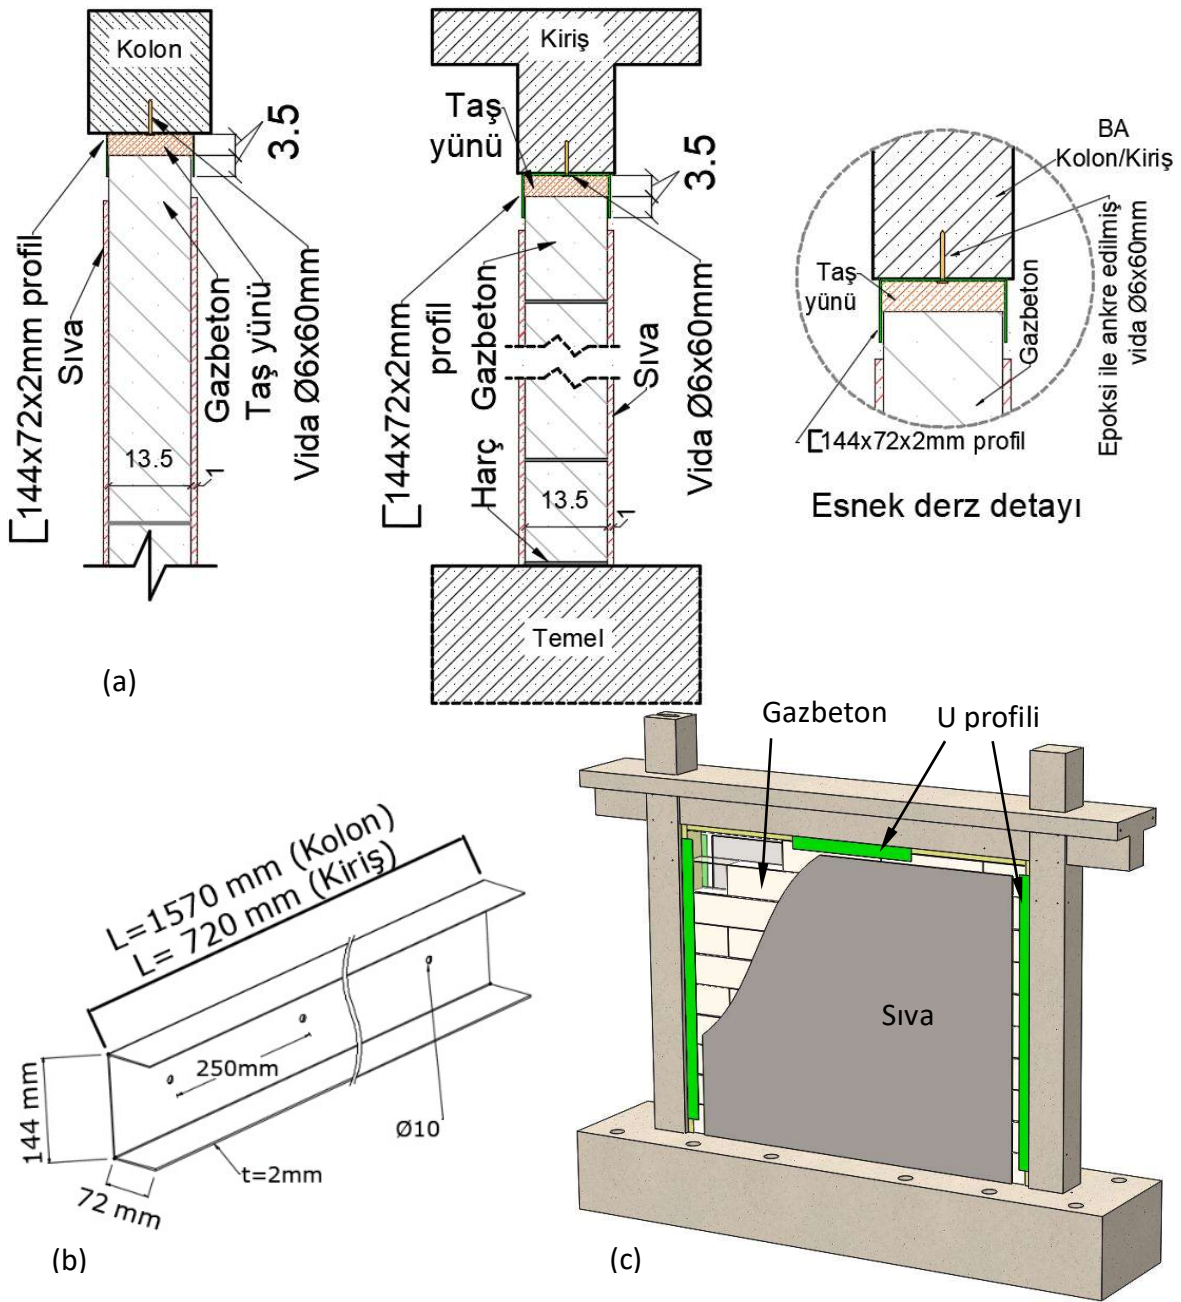 Kolon
3.5
[144x72x2mm profil
Sıva
Gazbeton
Taş yünü
Vida Ø6x60mm
13.5
1
(a)
Kiriş
Taş
yünü
3.5
[144x72x2mm
profil
Gazbeton
Harç
Sıva
Vida Ø6x60mm
13.5
1
Temel
BA
Kolon/Kiriş
Taş
yünü
Gazbeton
Epoksi ile ankre edilmiş
vida Ø6x60mm
[144x72x2mm profil
Esnek derz detayı
L=1570 mm (Kolon)
L= 720 mm (Kiriş)
250mm
144 mm
Ø10
t=2mm
72 mm
(b)
Gazbeton
U profili
Sıva
(c)